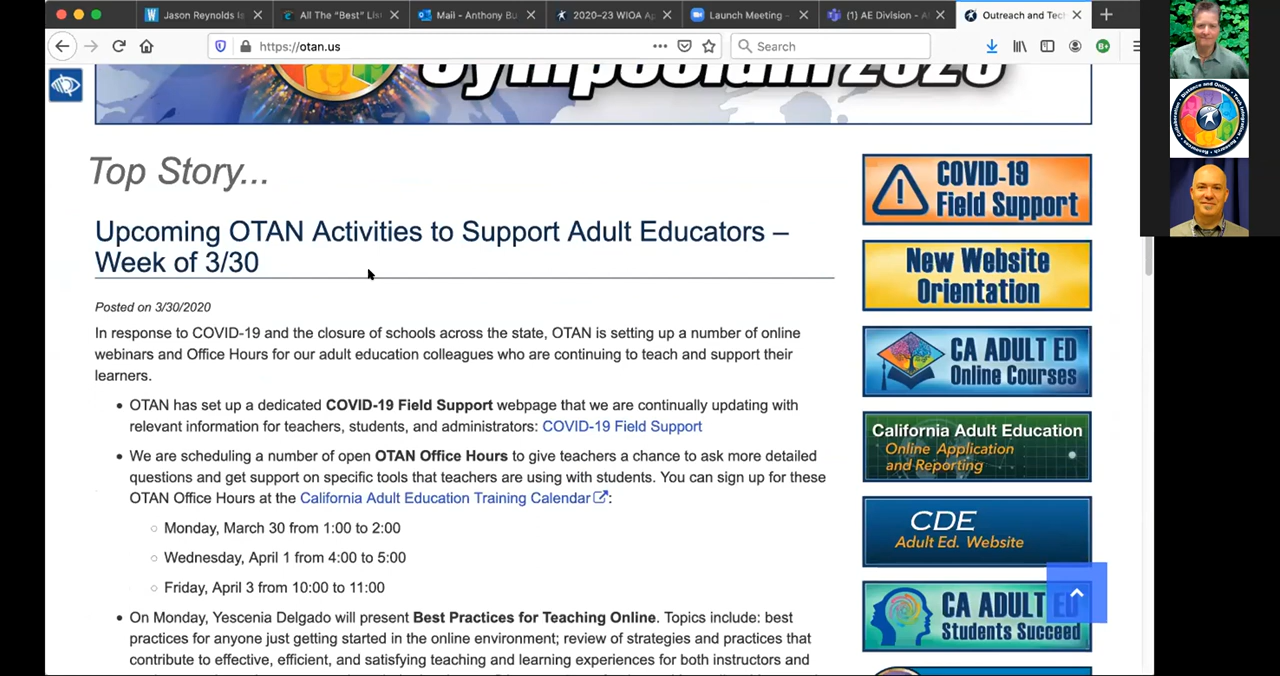 Jason Reynolds Is
All The "Best" Lis
Mail - Anthony Bu
2020–23 WIOA Ap
Launch Meeting -
(1) AE Division - A
Outreach and Tec
https://otan.us
Search
Symposium 2020
Top Story...
Upcoming OTAN Activities to Support Adult Educators –
Week of 3/30
Posted on 3/30/2020
In response to COVID-19 and the closure of schools across the state, OTAN is setting up a number of online
webinars and Office Hours for our adult education colleagues who are continuing to teach and support their
learners.
• OTAN has set up a dedicated COVID-19 Field Support webpage that we are continually updating with
relevant information for teachers, students, and administrators: COVID-19 Field Support
• We are scheduling a number of open OTAN Office Hours to give teachers a chance to ask more detailed
questions and get support on specific tools that teachers are using with students. You can sign up for these
OTAN Office Hours at the California Adult Education Training Calendar:
○ Monday, March 30 from 1:00 to 2:00
○ Wednesday, April 1 from 4:00 to 5:00
○ Friday, April 3 from 10:00 to 11:00
• On Monday, Yescenia Delgado will present Best Practices for Teaching Online. Topics include: best
practices for anyone just getting started in the online environment; review of strategies and practices that
contribute to effective, efficient, and satisfying teaching and learning experiences for both instructors and
COVID-19
Field Support
New Website
Orientation
CA ADULT ED
Online Courses
California Adult Education
Online Application
and Reporting
CDE
Adult Ed. Website
CA ADULT ED
Students Succeed